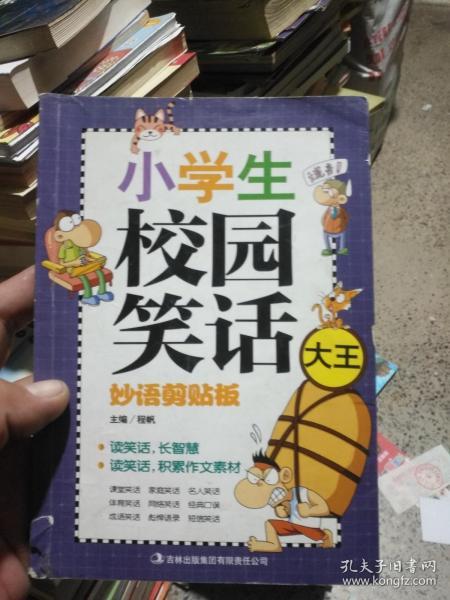 小学生
校园
笑话
大王
妙语剪贴板
主编/程帆
读笑话，长智慧
读笑话，积累作文素材
课堂笑话 家庭笑话 名人笑话
体育笑话 网络笑话 经典口误
成语笑话 彪悍语录 短信笑话
吉林出版集团有限责任公司
孔夫子旧书网
www.kongfz.com